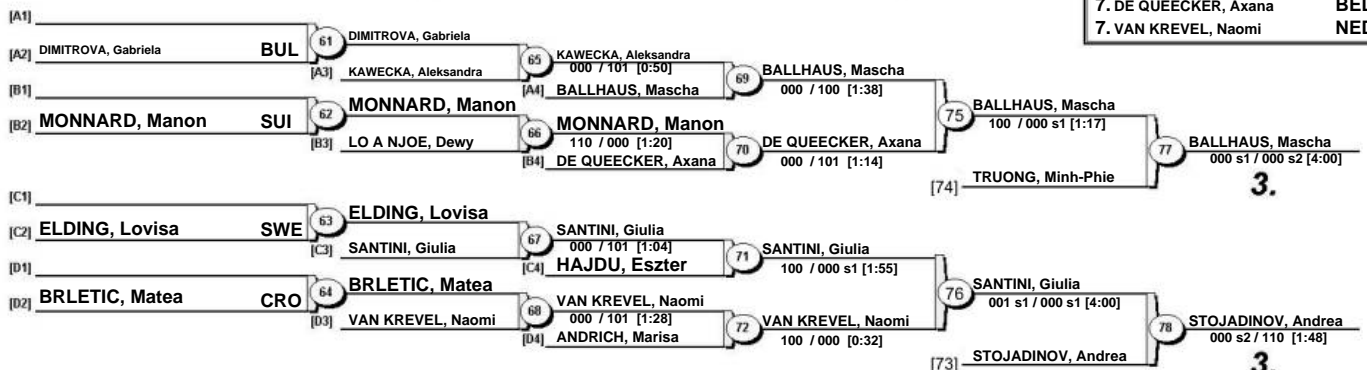 7. DE QUEECKER, Axana BEL
7. VAN KREVEL, Naomi NED
[A1]
[A2] DIMITROVA, Gabriela BUL
61 DIMITROVA, Gabriela
[A3] KAWECKA, Aleksandra
65 KAWECKA, Aleksandra
000 / 101 [0:50]
[A4] BALLHAUS, Mascha
69 BALLHAUS, Mascha
000 / 100 [1:38]
[B1]
[B2] MONNARD, Manon SUI
62 MONNARD, Manon
[B3] LO A NJOE, Dewy
66 MONNARD, Manon
110 / 000 [1:20]
[B4] DE QUEECKER, Axana
70 DE QUEECKER, Axana
000 / 101 [1:14]
75 BALLHAUS, Mascha
100 / 000 s1 [1:17]
[74] TRUONG, Minh-Phie
77 BALLHAUS, Mascha
000 s1 / 000 s2 [4:00]
3.
[C1]
[C2] ELDING, Lovisa SWE
63 ELDING, Lovisa
[C3] SANTINI, Giulia
67 SANTINI, Giulia
000 / 101 [1:04]
[C4] HAJDU, Eszter
71 SANTINI, Giulia
100 / 000 s1 [1:55]
[D1]
[D2] BRLETIC, Matea CRO
64 BRLETIC, Matea
[D3] VAN KREVEL, Naomi
68 VAN KREVEL, Naomi
000 / 101 [1:28]
[D4] ANDRICH, Marisa
72 VAN KREVEL, Naomi
100 / 000 [0:32]
76 SANTINI, Giulia
001 s1 / 000 s1 [4:00]
[73] STOJADINOV, Andrea
78 STOJADINOV, Andrea
000 s2 / 110 [1:48]
3.